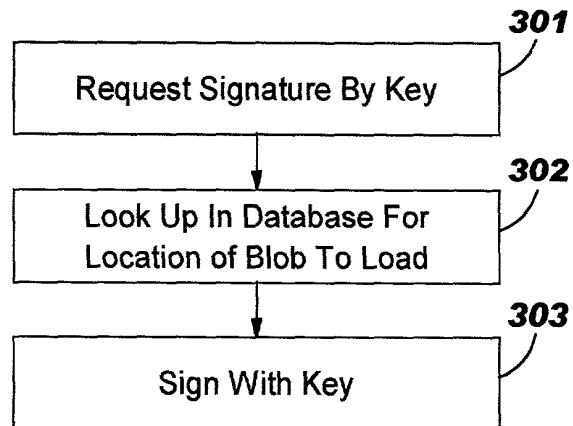 301
Request Signature By Key
302
Look Up In Database For
Location of Blob To Load
303
Sign With Key